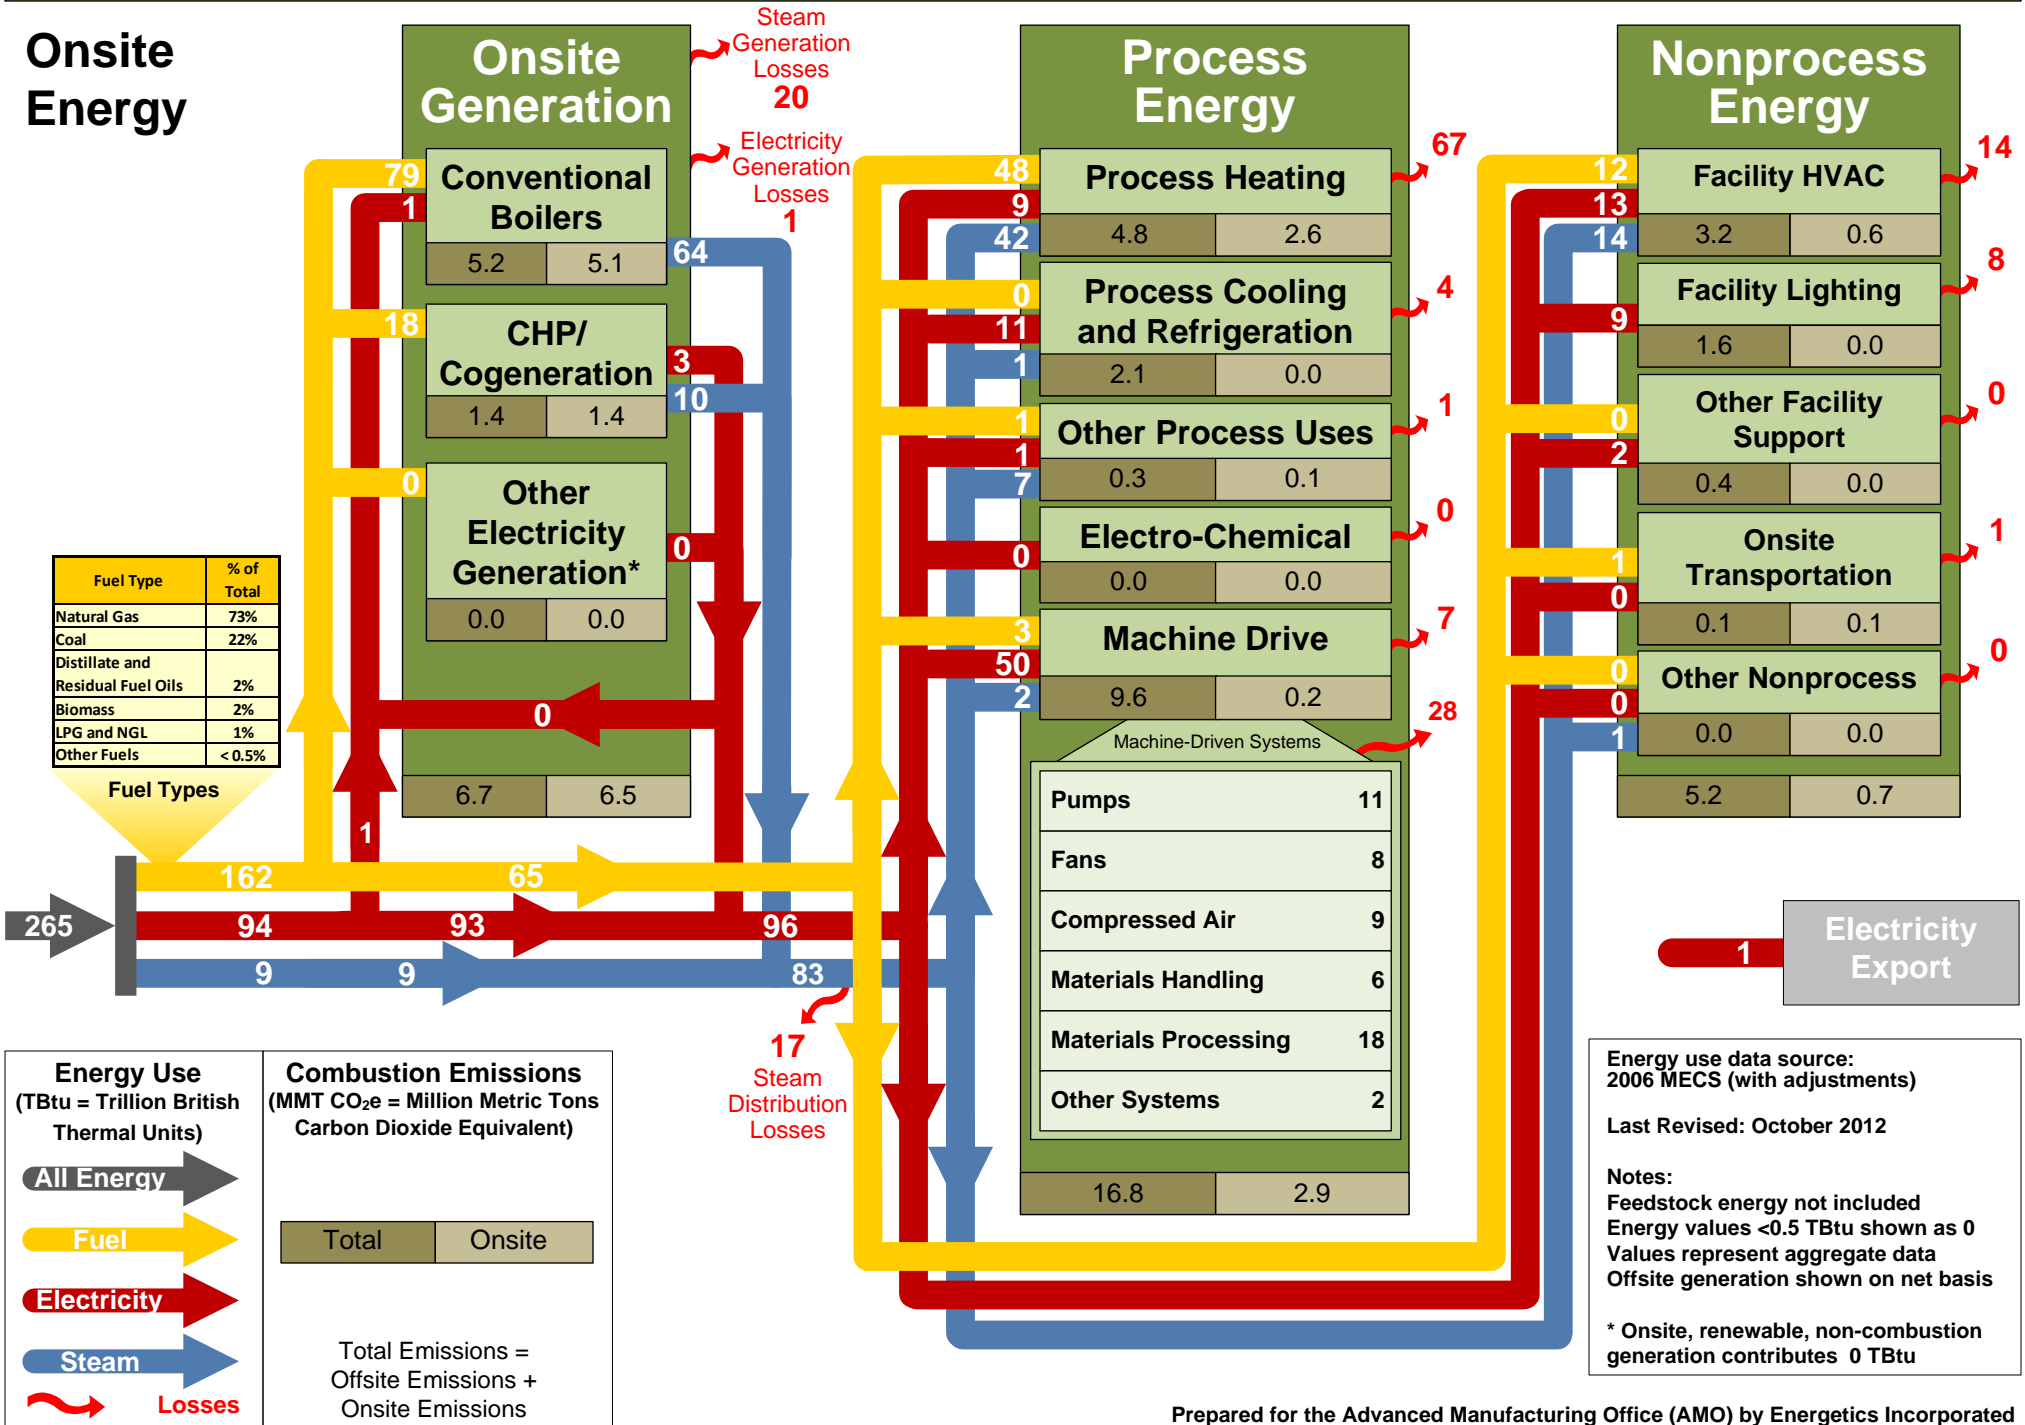 Onsite
Energy
Onsite
Generation
Steam
Generation
Losses
20
Electricity
Generation
Losses
1
79
1
Conventional
Boilers
5.2 5.1
64
18
CHP/
Cogeneration
1.4 1.4
3
10
0
Other
Electricity
Generation*
0.0 0.0
0
0
6.7 6.5
Fuel Type % of
Total
Natural Gas 73%
Coal 22%
Distillate and
Residual Fuel Oils 2%
Biomass 2%
LPG and NGL 1%
Other Fuels < 0.5%
Fuel Types
1
162 65
265
94 93 96
9 9 83
17
Steam
Distribution
Losses
Process
Energy
67
48
9
42
Process Heating
4.8 2.6
4
0
11
1
Process Cooling
and Refrigeration
2.1 0.0
1
1
1
7
Other Process Uses
0.3 0.1
0
0
Electro-Chemical
0.0 0.0
7
3
50
2
Machine Drive
9.6 0.2
28
Machine-Driven Systems
Pumps 11
Fans 8
Compressed Air 9
Materials Handling 6
Materials Processing 18
Other Systems 2
16.8 2.9
Nonprocess
Energy
14
12
13
14
Facility HVAC
3.2 0.6
8
9
Facility Lighting
1.6 0.0
0
0
2
Other Facility
Support
0.4 0.0
1
1
0
Onsite
Transportation
0.1 0.1
0
0
0
1
Other Nonprocess
0.0 0.0
5.2 0.7
1
Electricity
Export
Energy Use
(TBtu = Trillion British
Thermal Units)
All Energy
Fuel
Electricity
Steam
Losses
Combustion Emissions
(MMT CO₂e = Million Metric Tons
Carbon Dioxide Equivalent)
Total Onsite
Total Emissions =
Offsite Emissions +
Onsite Emissions
Energy use data source:
2006 MECS (with adjustments)
Last Revised: October 2012
Notes:
Feedstock energy not included
Energy values <0.5 TBtu shown as 0
Values represent aggregate data
Offsite generation shown on net basis
* Onsite, renewable, non-combustion
generation contributes 0 TBtu
Prepared for the Advanced Manufacturing Office (AMO) by Energetics Incorporated